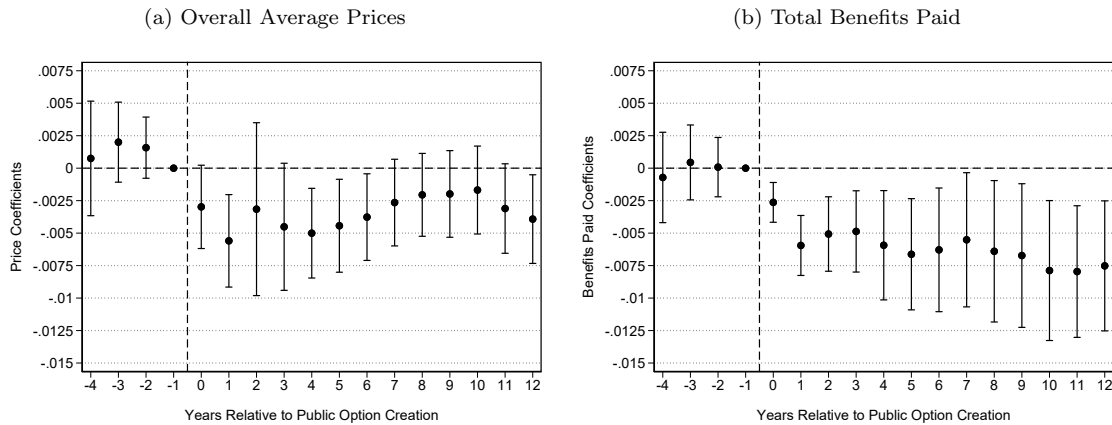 (a) Overall Average Prices
.0075
.005
.0025
0
-.0025
-.005
-.0075
-.01
-.0125
-.015
Price Coefficients
-4 -3 -2 -1 0 1 2 3 4 5 6 7 8 9 10 11 12
Years Relative to Public Option Creation
(b) Total Benefits Paid
.0075
.005
.0025
0
-.0025
-.005
-.0075
-.01
-.0125
-.015
Benefits Paid Coefficients
-4 -3 -2 -1 0 1 2 3 4 5 6 7 8 9 10 11 12
Years Relative to Public Option Creation